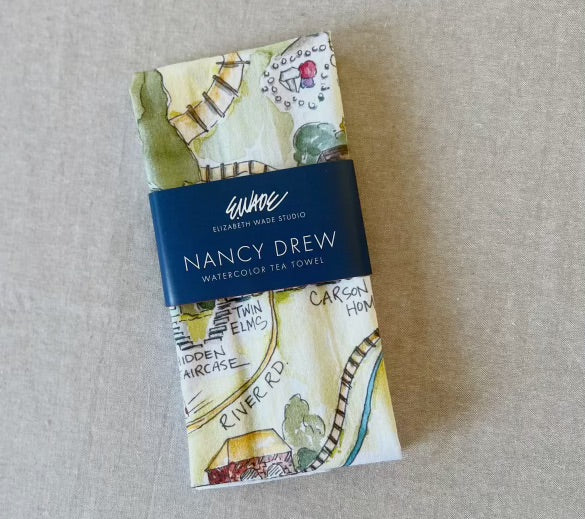 EWADE
ELIZABETH WADE STUDIO
NANCY DREW
WATERCOLOR TEA TOWEL
CARSON
HOM
TWIN
ELMS
IDDEN
AIRCASE
RIVER RD.